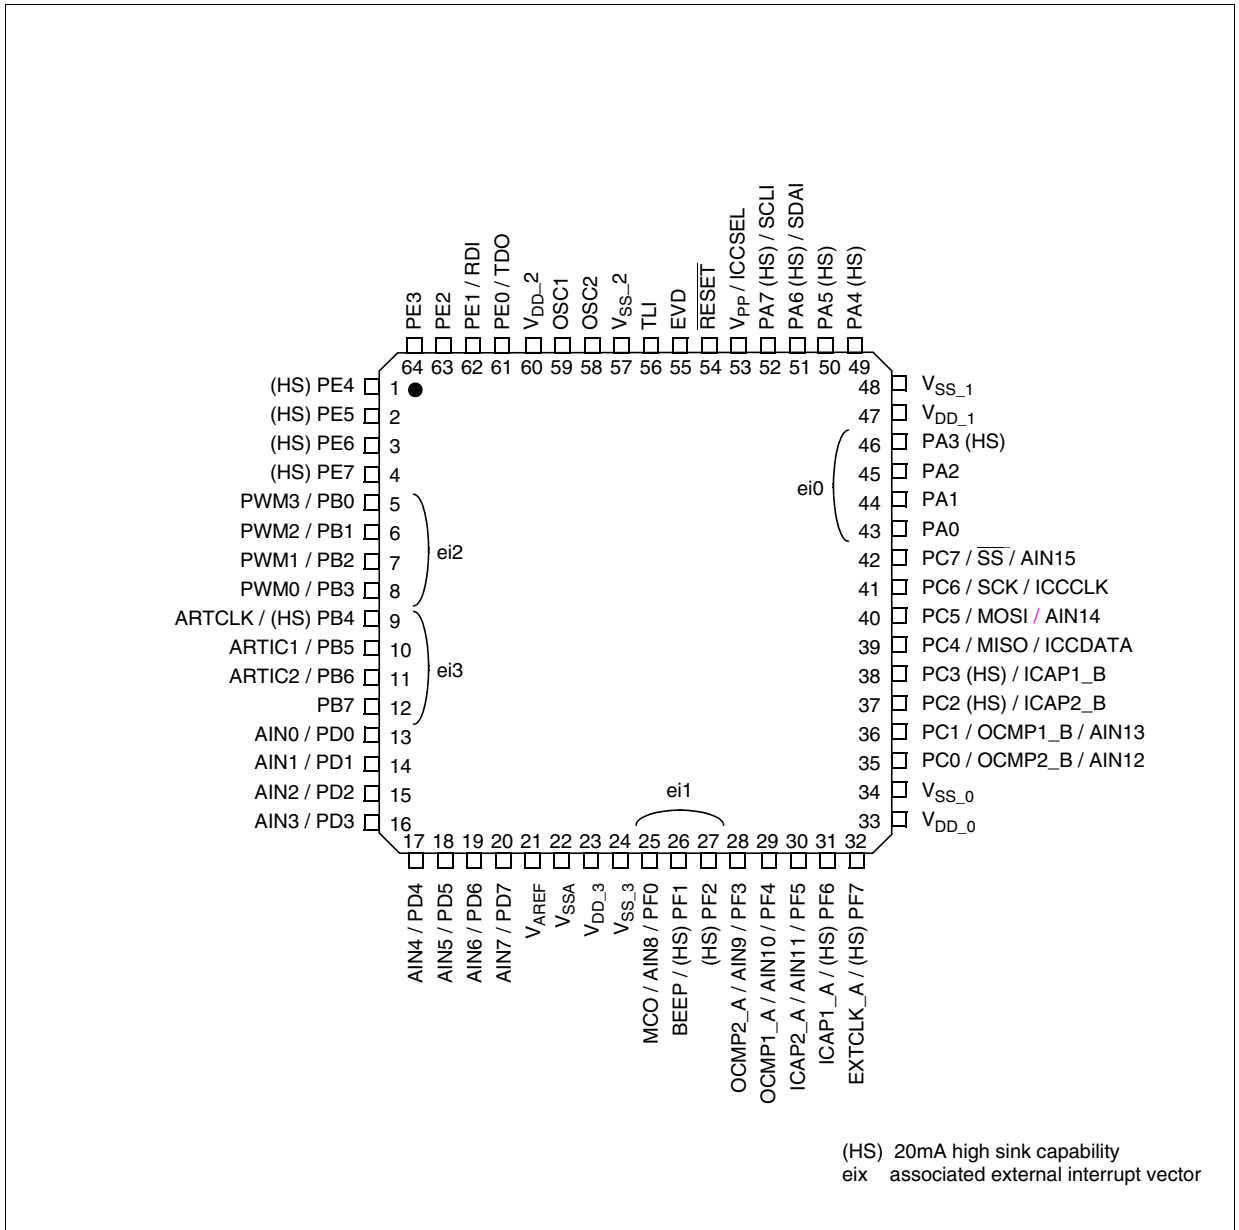 PE3
PE2
PE1 / RDI
PE0 / TDO
VDD_2
OSC1
OSC2
VSS_2
TLI
EVD
RESET
VPP / ICCSEL
PA7 (HS) / SCLI
PA6 (HS) / SDAI
PA5 (HS)
PA4 (HS)
64 63 62 61 60 59 58 57 56 55 54 53 52 51 50 49
(HS) PE4 1
(HS) PE5 2
(HS) PE6 3
(HS) PE7 4
PWM3 / PB0 5
PWM2 / PB1 6
PWM1 / PB2 7
PWM0 / PB3 8
ei2
ARTCLK / (HS) PB4 9
ARTIC1 / PB5 10
ARTIC2 / PB6 11
PB7 12
ei3
AIN0 / PD0 13
AIN1 / PD1 14
AIN2 / PD2 15
AIN3 / PD3 16
48 VSS_1
47 VDD_1
46 PA3 (HS)
45 PA2
44 PA1
43 PA0
ei0
42 PC7 / SS / AIN15
41 PC6 / SCK / ICCCLK
40 PC5 / MOSI / AIN14
39 PC4 / MISO / ICCDATA
38 PC3 (HS) / ICAP1_B
37 PC2 (HS) / ICAP2_B
36 PC1 / OCMP1_B / AIN13
35 PC0 / OCMP2_B / AIN12
34 VSS_0
33 VDD_0
ei1
17 18 19 20 21 22 23 24 25 26 27 28 29 30 31 32
AIN4 / PD4
AIN5 / PD5
AIN6 / PD6
AIN7 / PD7
VAREF
VSSA
VDD_3
VSS_3
MCO / AIN8 / PF0
BEEP / (HS) PF1
(HS) PF2
OCMP2_A / AIN9 / PF3
OCMP1_A / AIN10 / PF4
ICAP2_A / AIN11 / PF5
ICAP1_A / (HS) PF6
EXTCLK_A / (HS) PF7
(HS) 20mA high sink capability
eix associated external interrupt vector